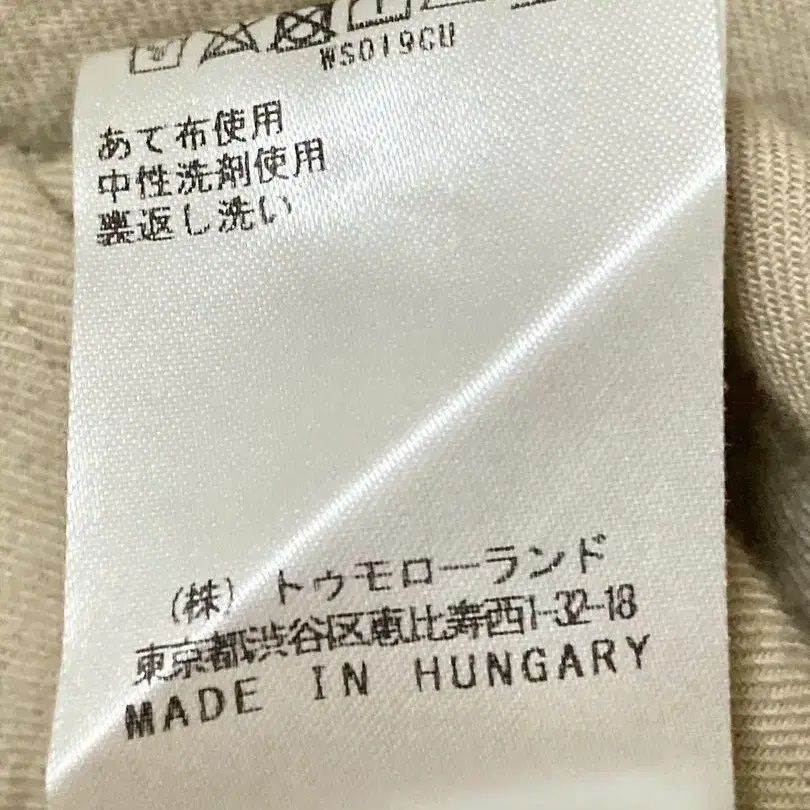 WS019CU
あて布使用
中性洗剤使用
裏返し洗い
(株) トゥモローランド
東京都渋谷区恵比寿西1-32-18
MADE IN HUNGARY